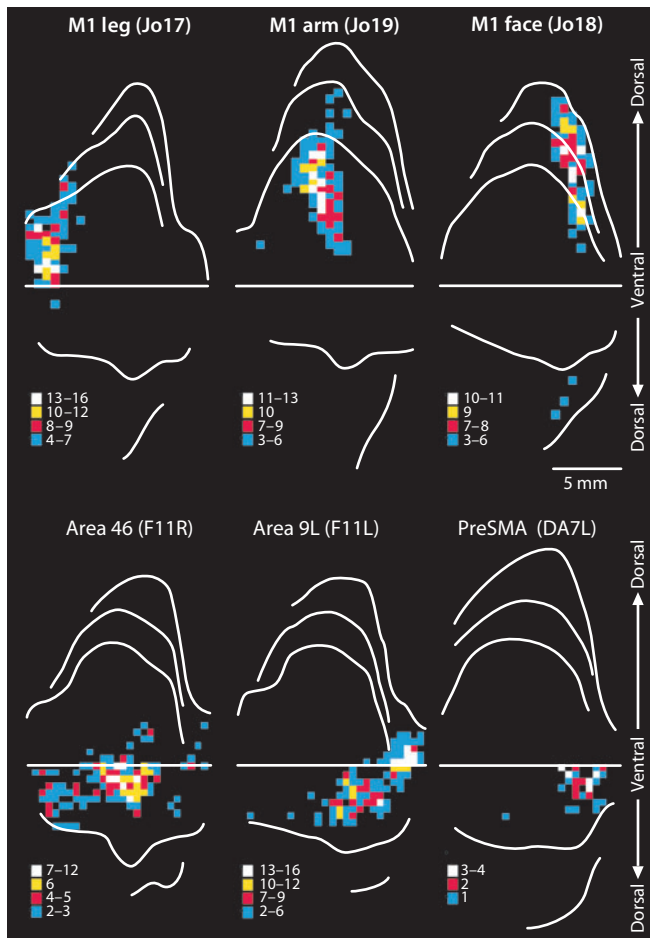 M1 leg (Jo17)
M1 arm (Jo19)
M1 face (Jo18)
Dorsal
Ventral
Dorsal
13–16
10–12
8–9
4–7
11–13
10
7–9
3–6
10–11
9
7–8
3–6
5 mm
Area 46 (F11R)
Area 9L (F11L)
PreSMA (DA7L)
Dorsal
Ventral
Dorsal
7–12
6
4–5
2–3
13–16
10–12
7–9
2–6
3–4
2
1